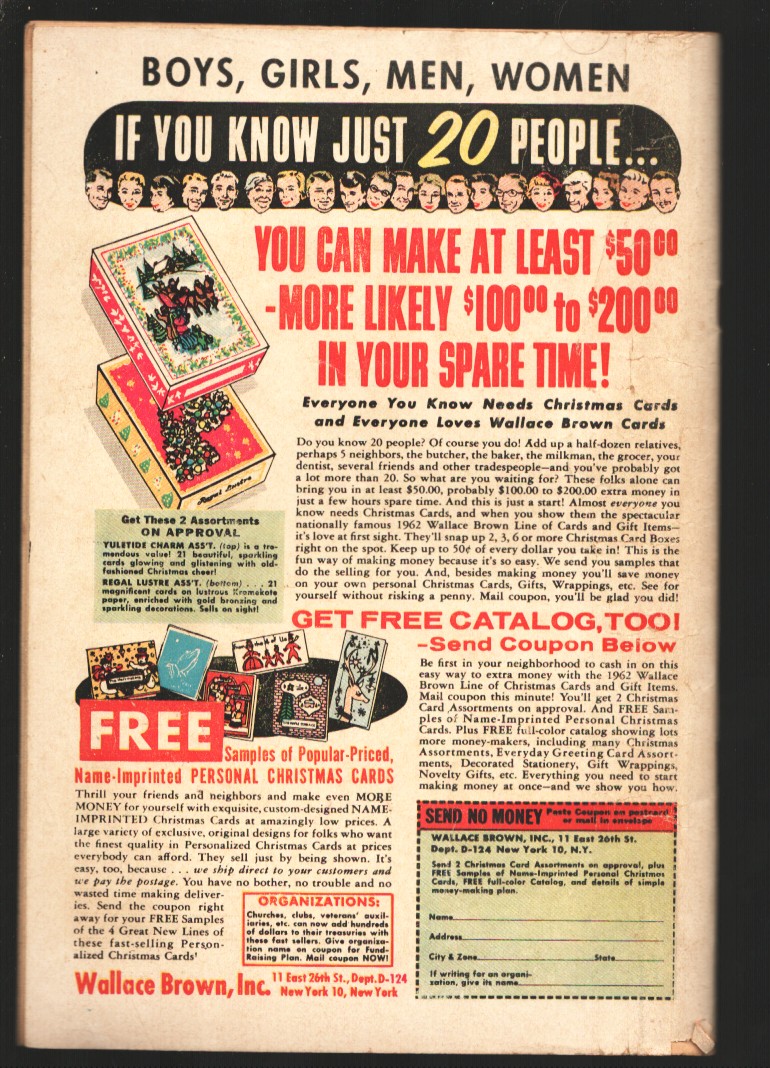 BOYS, GIRLS, MEN, WOMEN
IF YOU KNOW JUST 20 PEOPLE...
YOU CAN MAKE AT LEAST $50⁰⁰
-MORE LIKELY $100⁰⁰ to $200⁰⁰
IN YOUR SPARE TIME!
Everyone You Know Needs Christmas Cards
and Everyone Loves Wallace Brown Cards
Do you know 20 people? Of course you do! Add up a half-dozen relatives,
perhaps 5 neighbors, the butcher, the baker, the milkman, the grocer, your
dentist, several friends and other tradespeople—and you've probably got
a lot more than 20. So what are you waiting for? These folks alone can
bring you in at least $50.00, probably $100.00 to $200.00 extra money in
just a few hours spare time. And this is just a start! Almost everyone you
know needs Christmas Cards, and when you show them the spectacular
nationally famous 1962 Wallace Brown Line of Cards and Gift Items—
it's love at first sight. They'll snap up 2, 3, 6 or more Christmas Card Boxes
right on the spot. Keep up to 50¢ of every dollar you take in! This is the
fun way of making money because it's so easy. We send you samples that
do the selling for you. And, besides making money you'll save money
on your own personal Christmas Cards, Gifts, Wrappings, etc. See for
yourself without risking a penny. Mail coupon, you'll be glad you did!
Royal Lustre
Get These 2 Assortments
ON APPROVAL
YULETIDE CHARM ASS'T. (top) is a tre-
mendous value! 21 beautiful, sparkling
cards glowing and glistening with old-
fashioned Christmas cheer!
REGAL LUSTRE ASS'T. (bottom) . . . 21
magnificent cards on lustrous Kromekote
paper, enriched with gold bronzing and
sparkling decorations. Sells on sight!
GET FREE CATALOG, TOO!
–Send Coupon Below
Be first in your neighborhood to cash in on this
easy way to extra money with the 1962 Wallace
Brown Line of Christmas Cards and Gift Items.
Mail coupon this minute! You'll get 2 Christmas
Card Assortments on approval. And FREE Sam-
ples of Name-Imprinted Personal Christmas
Cards. Plus FREE full-color catalog showing lots
more money-makers, including many Christmas
Assortments, Everyday Greeting Card Assort-
ments, Decorated Stationery, Gift Wrappings,
Novelty Gifts, etc. Everything you need to start
making money at once—and we show you how.
FREE
Samples of Popular-Priced,
Name-Imprinted PERSONAL CHRISTMAS CARDS
Thrill your friends and neighbors and make even MORE
MONEY for yourself with exquisite, custom-designed NAME-
IMPRINTED Christmas Cards at amazingly low prices. A
large variety of exclusive, original designs for folks who want
the finest quality in Personalized Christmas Cards at prices
everybody can afford. They sell just by being shown. It's
easy, too, because . . . we ship direct to your customers and
we pay the postage. You have no bother, no trouble and no
wasted time making deliver-
ies. Send the coupon right
away for your FREE Samples
of the 4 Great New Lines of
these fast-selling Person-
alized Christmas Cards!
ORGANIZATIONS:
Churches, clubs, veterans' auxil-
iaries, etc. can now add hundreds
of dollars to their treasuries with
these fast sellers. Give organiza-
tion name on coupon for Fund-
Raising Plan. Mail coupon NOW!
Wallace Brown, Inc. 11 East 26th St., Dept. D-124
New York 10, New York
SEND NO MONEY Paste Coupon on postcard
or mail in envelope
WALLACE BROWN, INC., 11 East 26th St.
Dept. D-124 New York 10, N.Y.
Send 2 Christmas Card Assortments on approval, plus
FREE Samples of Name-Imprinted Personal Christmas
Cards, FREE full-color Catalog, and details of simple
money-making plan.
Name
Address
City & Zone State
If writing for an organi-
zation, give its name